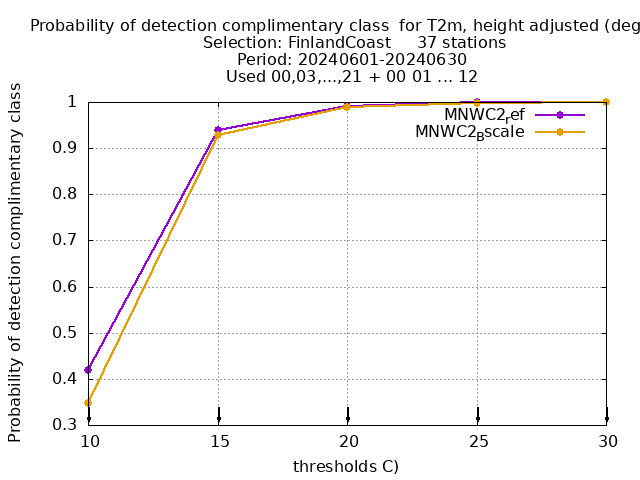 Probability of detection complimentary class  for T2m, height adjusted (deg
Selection: FinlandCoast     37 stations
Period: 20240601-20240630
Used 00,03,...,21 + 00 01 ... 12
MNWC2ref
MNWC2Bscale
1
0.9
0.8
0.7
0.6
0.5
0.4
0.3
Probability of detection complimentary class
10 15 20 25 30
thresholds C)